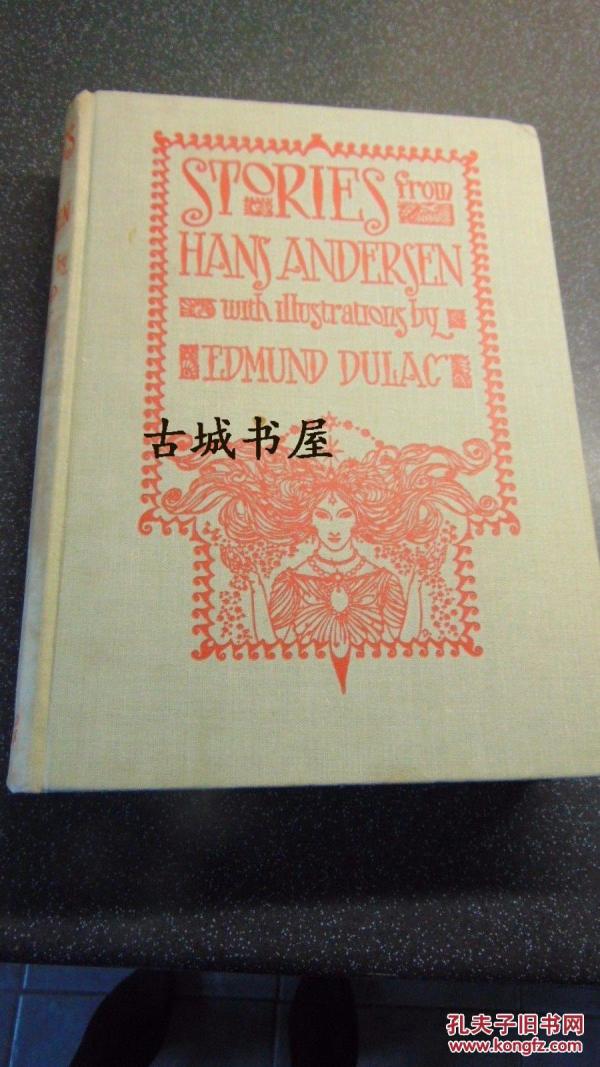 STORIES from
HANS ANDERSEN
with illustrations by
EDMUND DULAC
古城书屋
孔夫子旧书网
www.kongfz.com